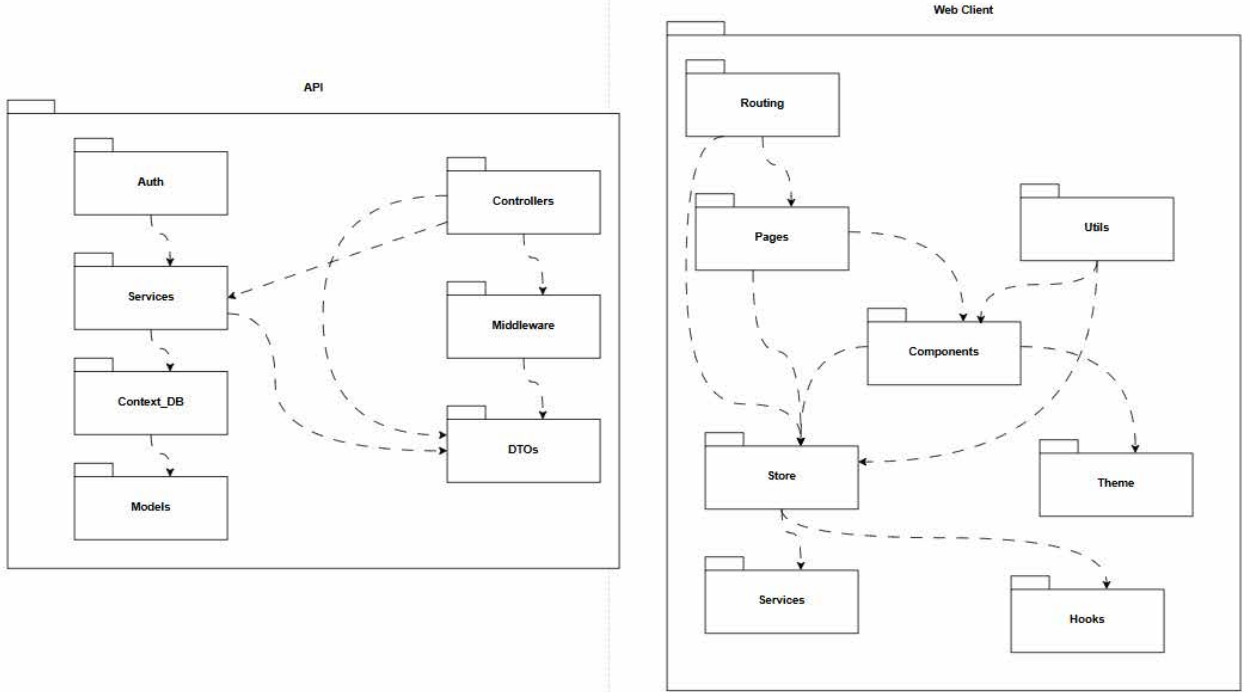 API
Auth
Controllers
Services
Middleware
Context_DB
DTOs
Models
Web Client
Routing
Pages
Utils
Components
Store
Theme
Services
Hooks